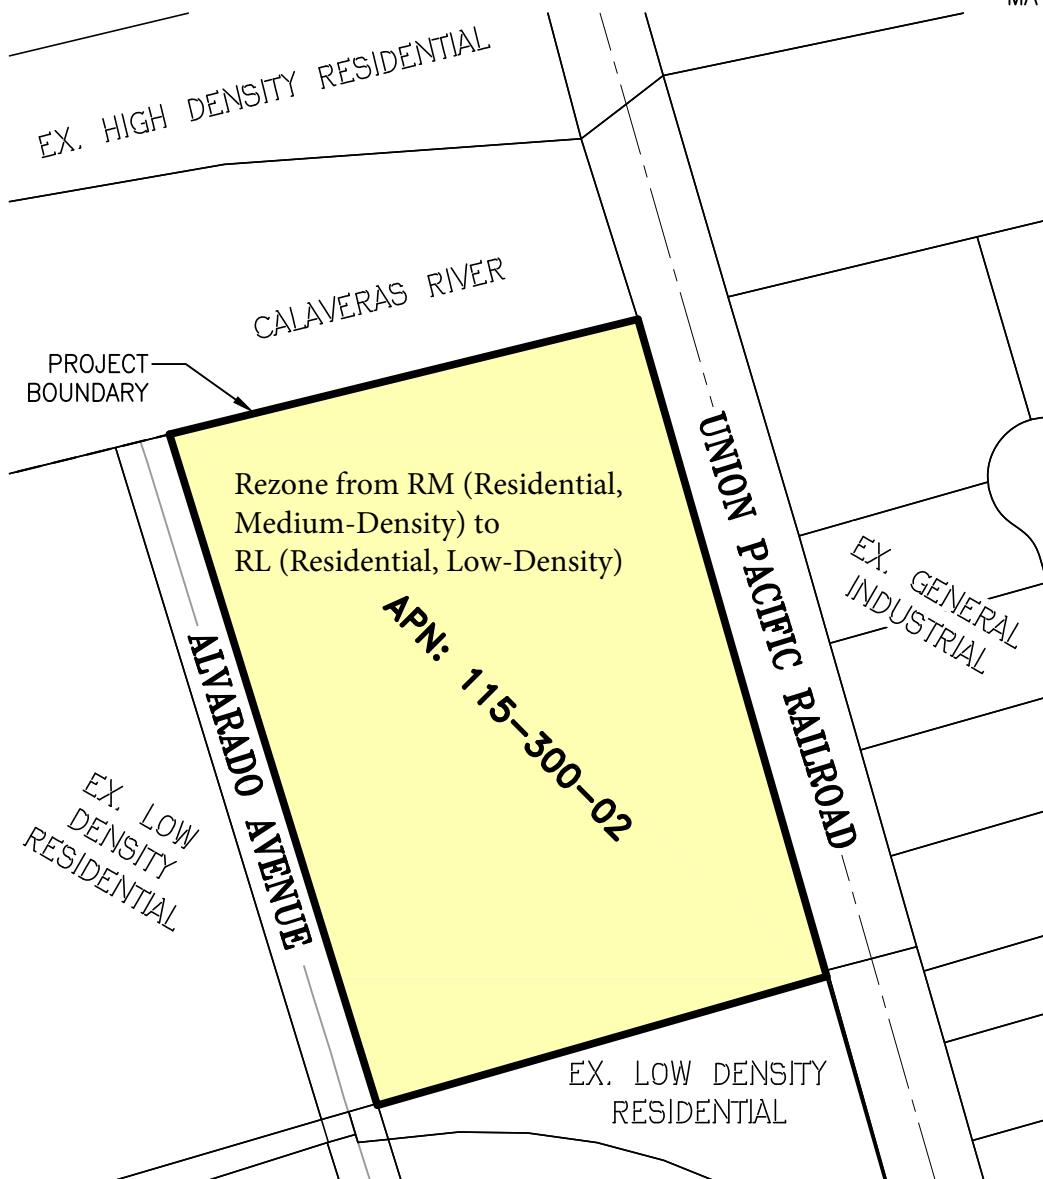 MA
EX. HIGH DENSITY RESIDENTIAL
CALAVERAS RIVER
PROJECT
BOUNDARY
Rezone from RM (Residential,
Medium-Density) to
RL (Residential, Low-Density)
APN: 115-300-02
UNION PACIFIC RAILROAD
EX. GENERAL
INDUSTRIAL
ALVARADO AVENUE
EX. LOW
DENSITY
RESIDENTIAL
EX. LOW DENSITY
RESIDENTIAL